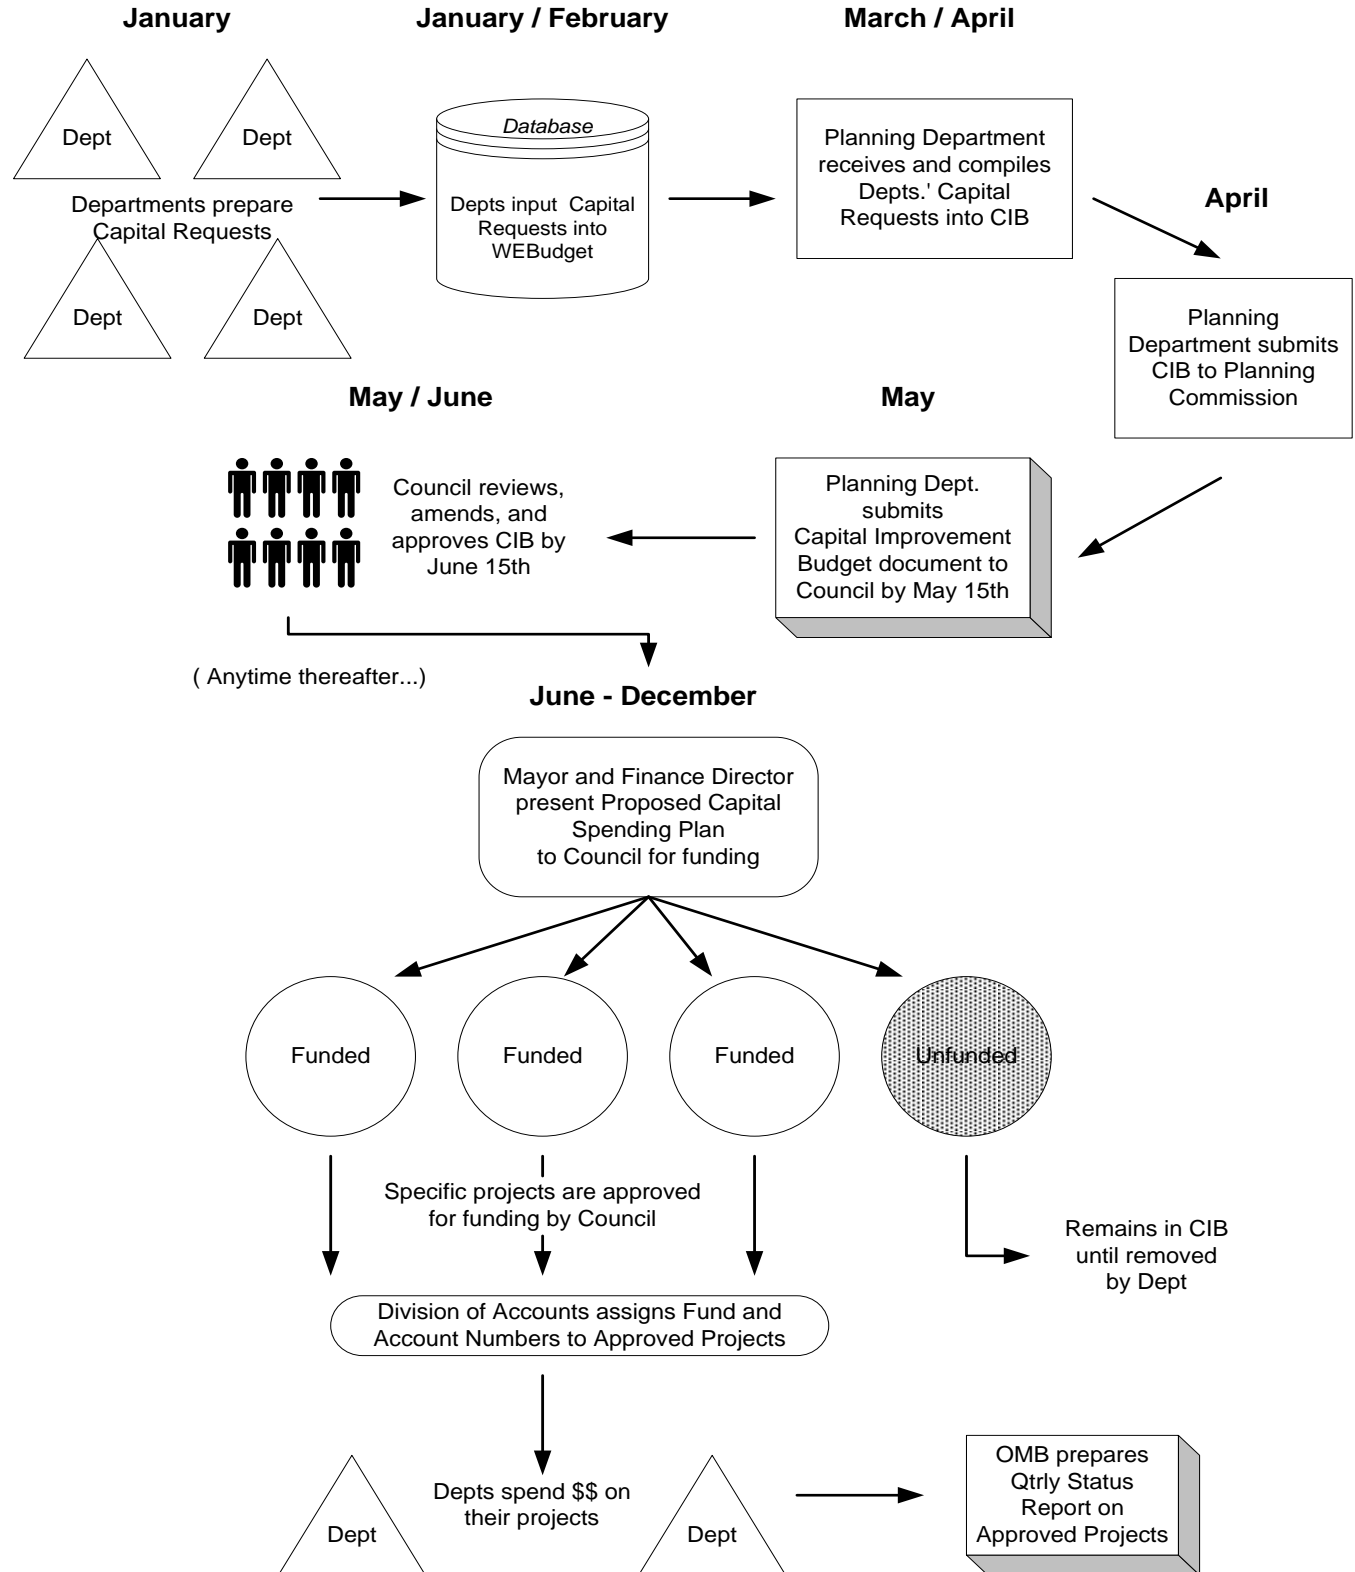 January
January / February
March / April
Dept
Dept
Departments prepare
Capital Requests
Dept
Dept
Database
Depts input Capital
Requests into
WEBudget
Planning Department
receives and compiles
Depts.' Capital
Requests into CIB
April
Planning
Department submits
CIB to Planning
Commission
May
Planning Dept.
submits
Capital Improvement
Budget document to
Council by May 15th
May / June
Council reviews,
amends, and
approves CIB by
June 15th
( Anytime thereafter...)
June - December
Mayor and Finance Director
present Proposed Capital
Spending Plan
to Council for funding
Funded
Funded
Funded
Unfunded
Specific projects are approved
for funding by Council
Remains in CIB
until removed
by Dept
Division of Accounts assigns Fund and
Account Numbers to Approved Projects
Dept
Depts spend $$ on
their projects
Dept
OMB prepares
Qtrly Status
Report on
Approved Projects